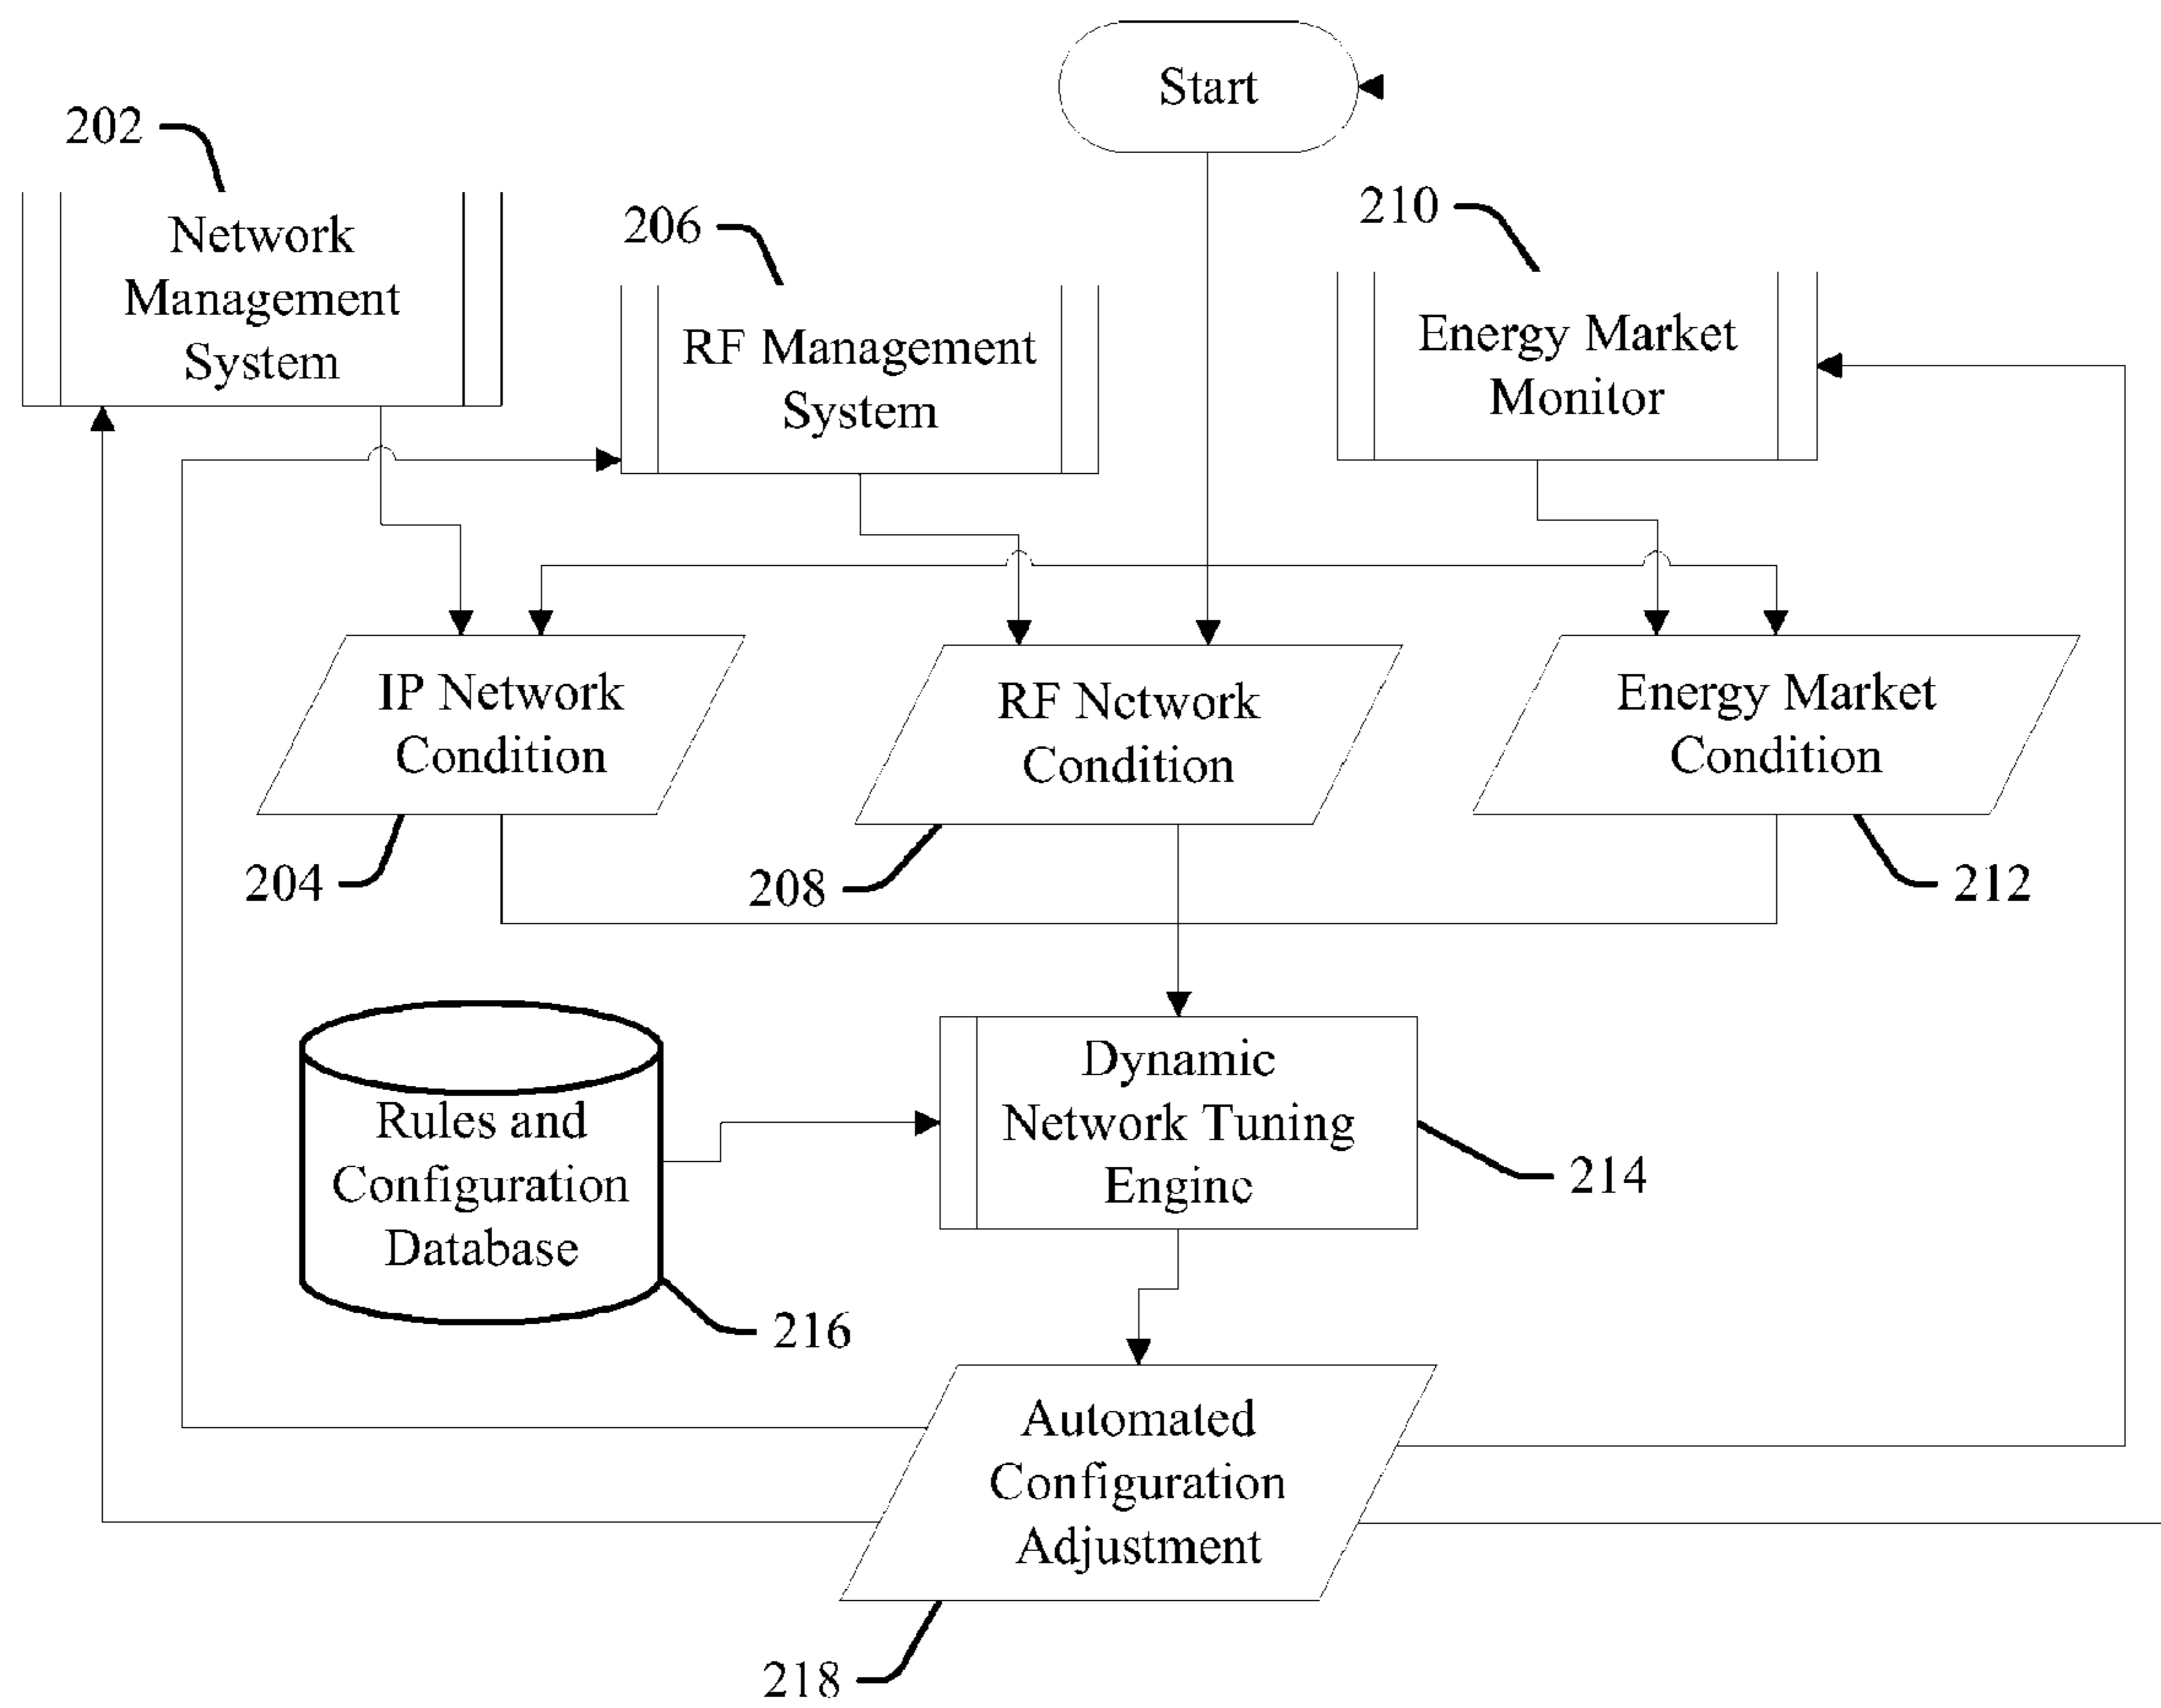 Start
202
Network
Management
System
206
RF Management
System
210
Energy Market
Monitor
IP Network
Condition
204
RF Network
Condition
208
Energy Market
Condition
212
Rules and
Configuration
Database
216
Dynamic
Network Tuning
Engine
214
Automated
Configuration
Adjustment
218